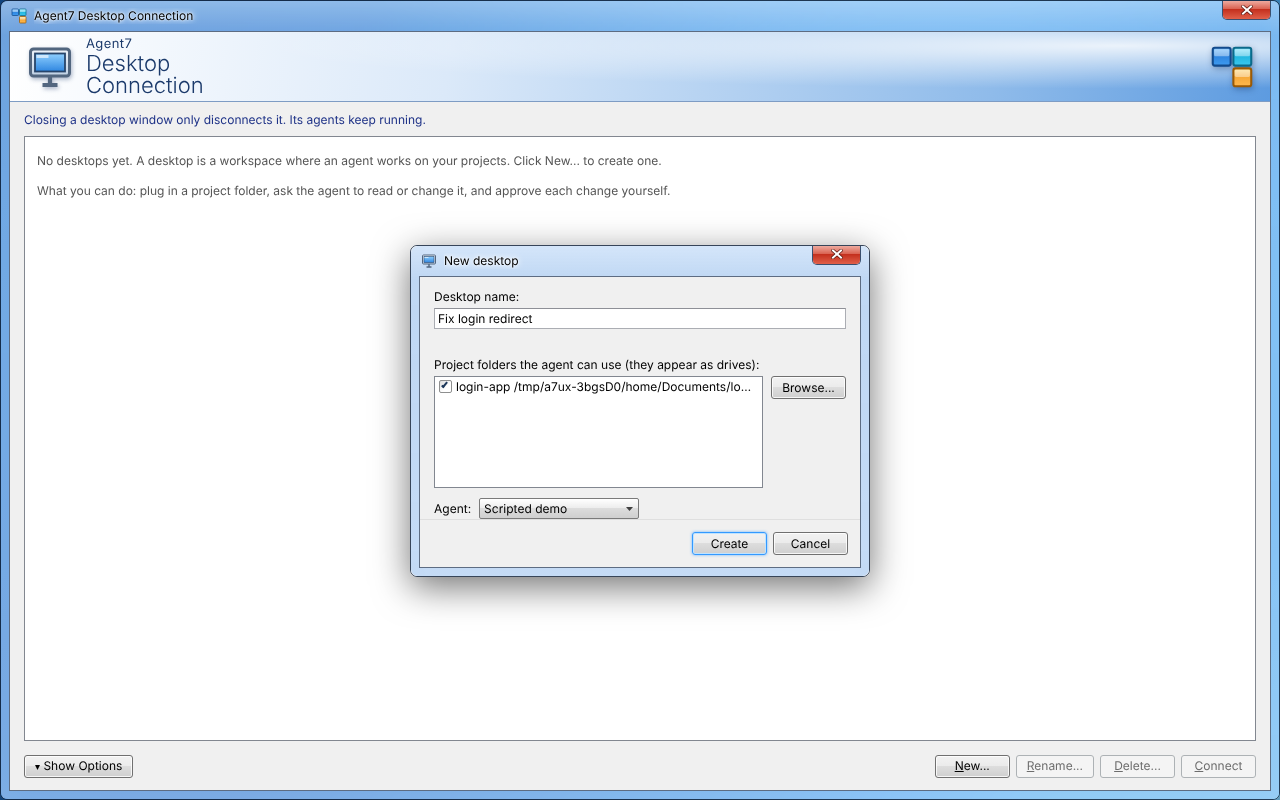 Agent7 Desktop Connection
Agent7
Desktop
Connection
Closing a desktop window only disconnects it. Its agents keep running.
No desktops yet. A desktop is a workspace where an agent works on your projects. Click New... to create one.
What you can do: plug in a project folder, ask the agent to read or change it, and approve each change yourself.
New desktop
Desktop name:
Fix login redirect
Project folders the agent can use (they appear as drives):
login-app /tmp/a7ux-3bgsD0/home/Documents/lo...
Browse...
Agent:
Scripted demo
Create
Cancel
Show Options
New...
Rename...
Delete...
Connect